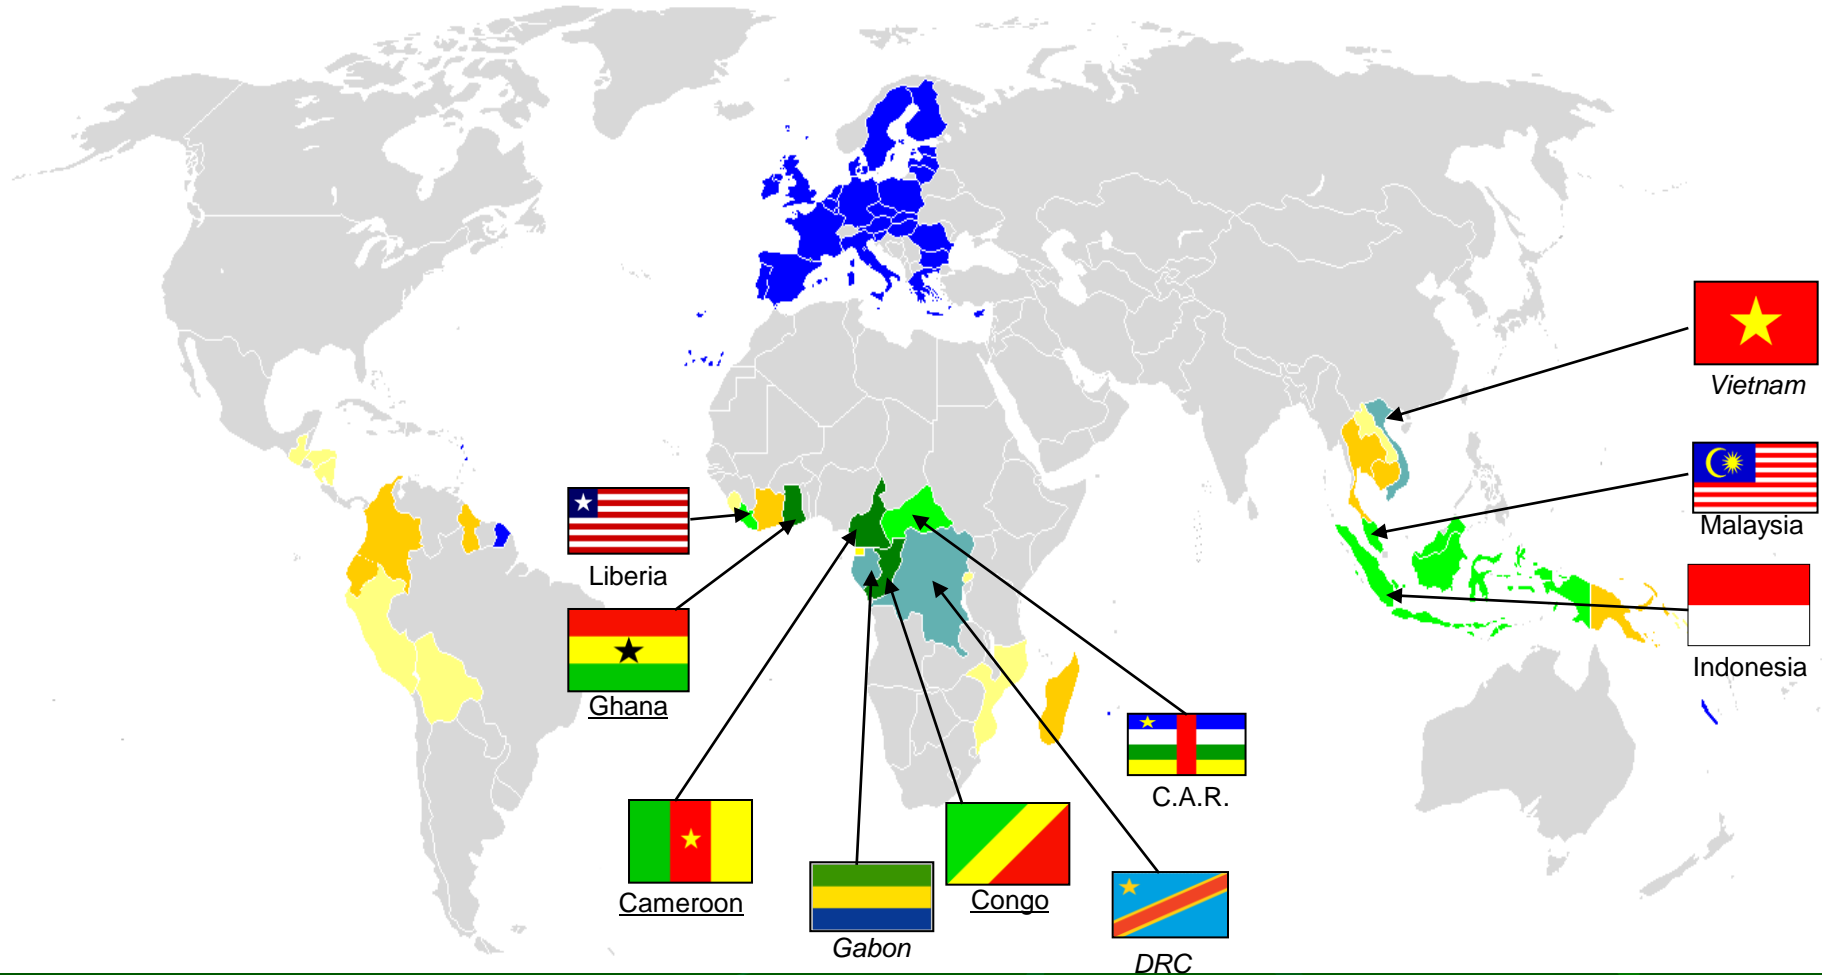 Vietnam
Malaysia
Liberia
Indonesia
Ghana
C.A.R.
Cameroon
Congo
Gabon
DRC